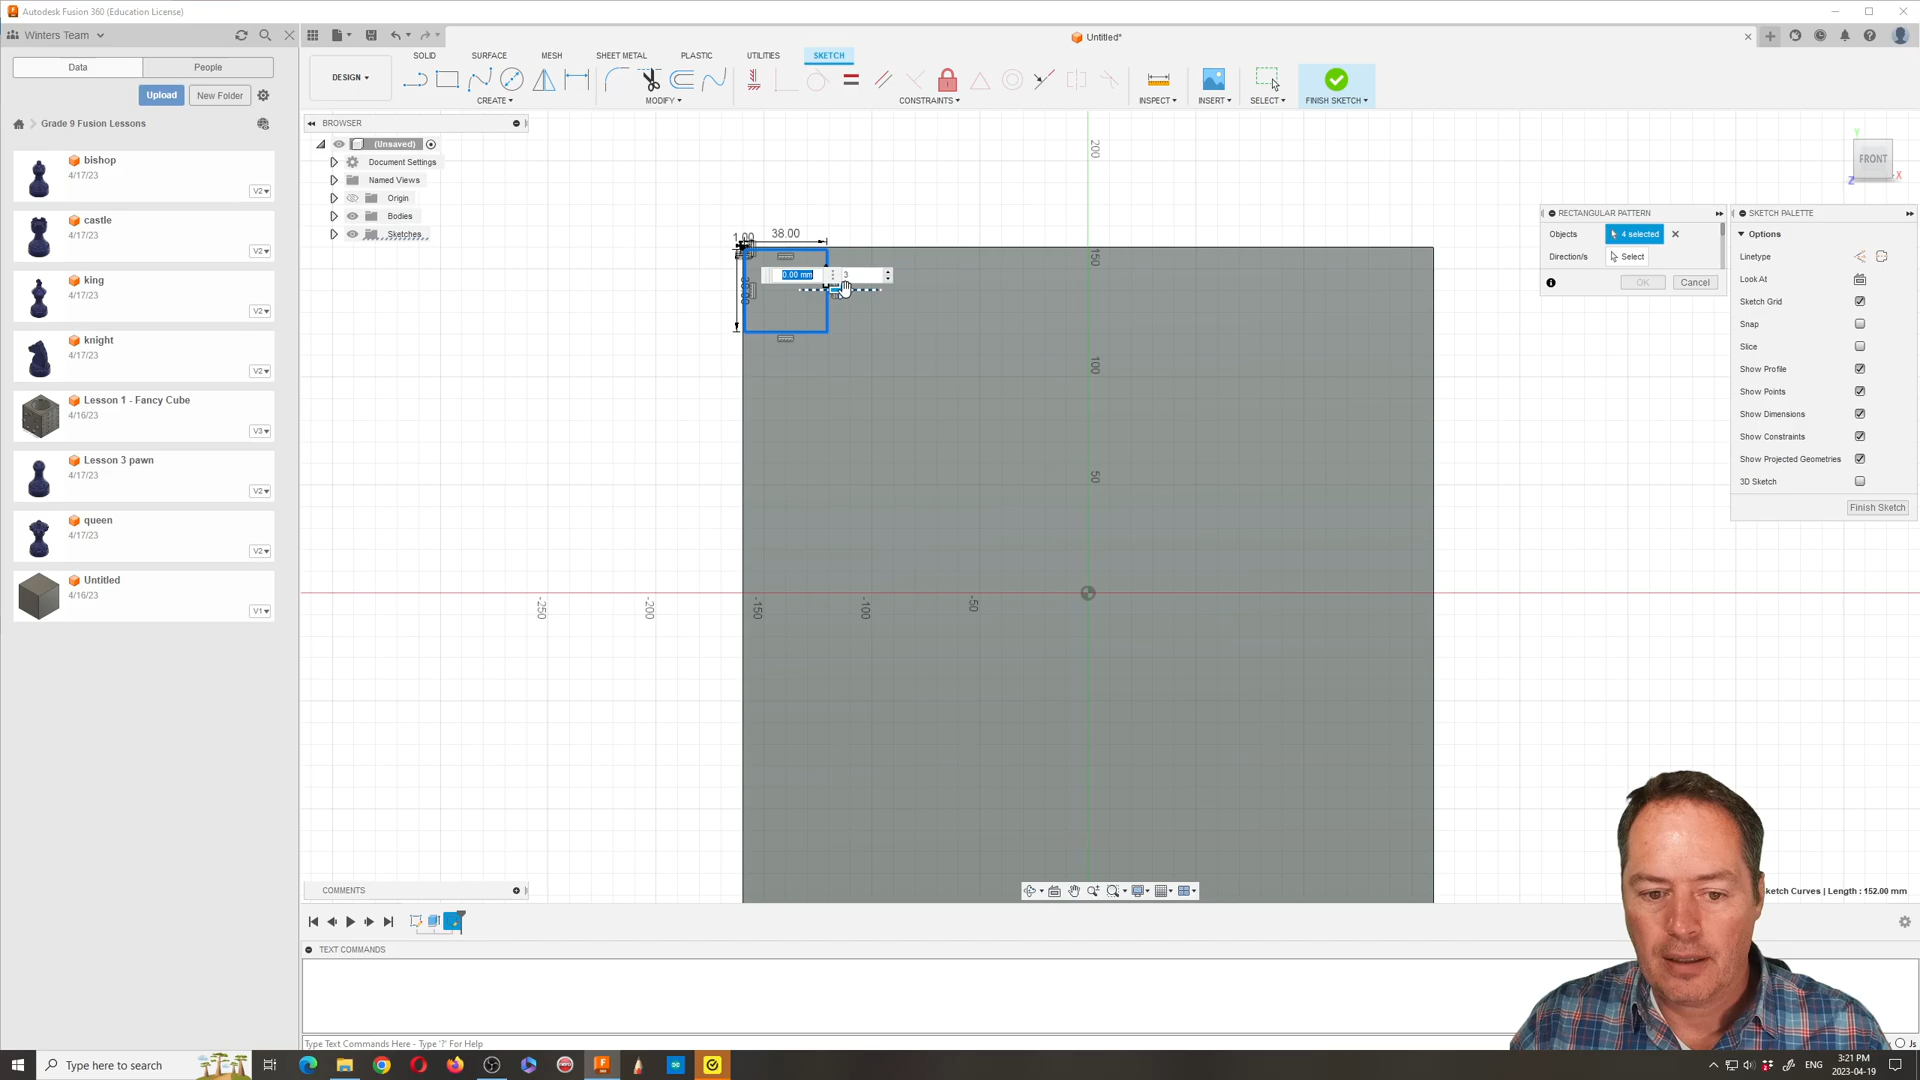 Autodesk Fusion 360 (Education License)
Winters Team
Untitled*
Data
People
Upload
New Folder
Grade 9 Fusion Lessons
bishop
4/17/23
V2
castle
4/17/23
V2
king
4/17/23
V2
knight
4/17/23
V2
Lesson 1 - Fancy Cube
4/16/23
V3
Lesson 3 pawn
4/17/23
V2
queen
4/17/23
V2
Untitled
4/16/23
V1
DESIGN
SOLID
SURFACE
MESH
SHEET METAL
PLASTIC
UTILITIES
SKETCH
CREATE
MODIFY
CONSTRAINTS
INSPECT
INSERT
SELECT
FINISH SKETCH
BROWSER
(Unsaved)
Document Settings
Named Views
Origin
Bodies
Sketches
1.00
38.00
38.00
0.00 mm
3
200
150
100
50
-250
-200
-150
-100
-50
Y
FRONT
X
Z
RECTANGULAR PATTERN
Objects
4 selected
Direction/s
Select
OK
Cancel
SKETCH PALETTE
Options
Linetype
Look At
Sketch Grid
Snap
Slice
Show Profile
Show Points
Show Dimensions
Show Constraints
Show Projected Geometries
3D Sketch
Finish Sketch
COMMENTS
ketch Curves | Length : 152.00 mm
TEXT COMMANDS
Type Text Commands Here - Type '?' For Help
Js
Type here to search
ENG
3:21 PM
2023-04-19